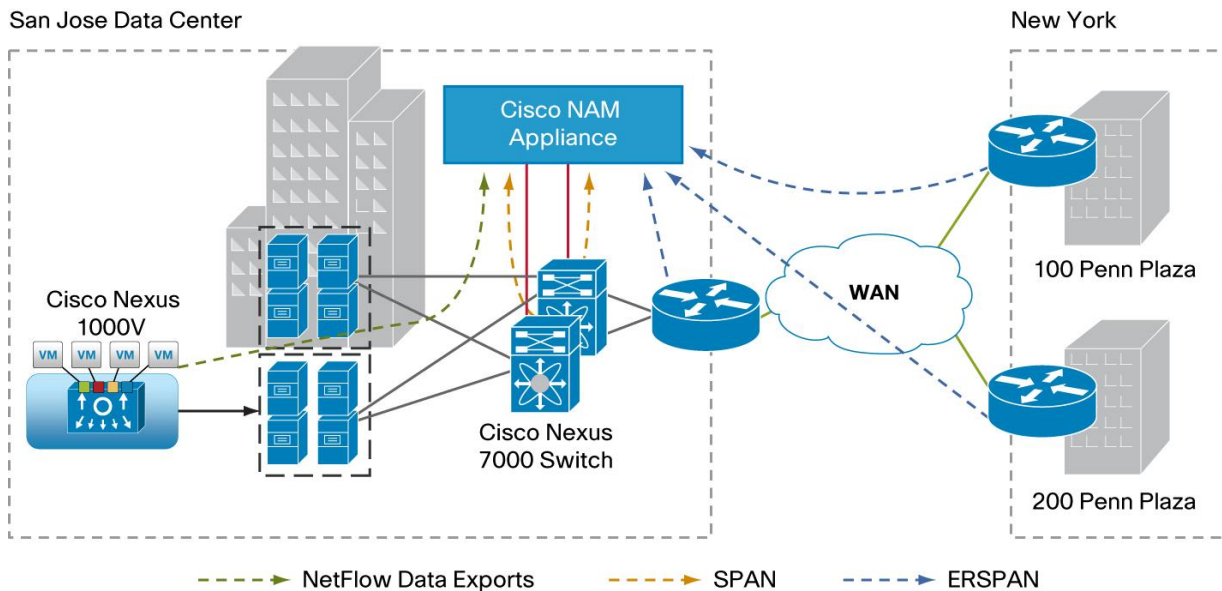 San Jose Data Center
New York
Cisco NAM
Appliance
100 Penn Plaza
WAN
Cisco Nexus
1000V
VM
VM
VM
VM
Cisco Nexus
7000 Switch
200 Penn Plaza
NetFlow Data Exports
SPAN
ERSPAN